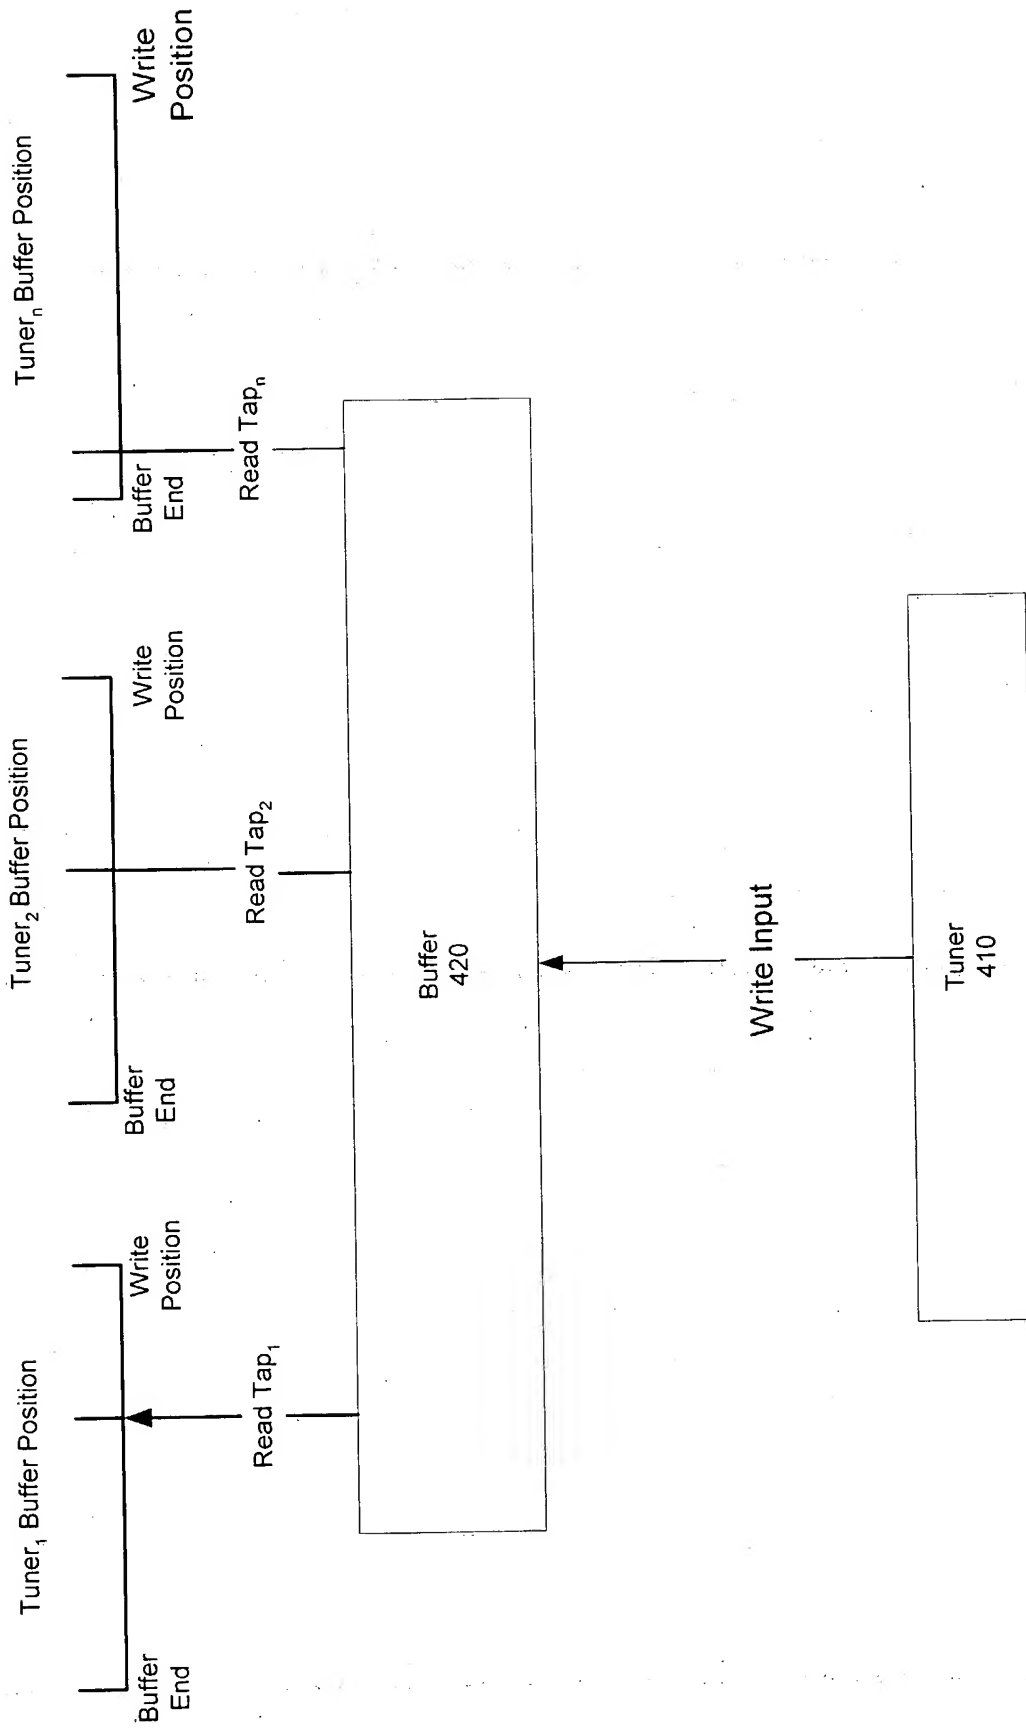 Tuner₁ Buffer Position
Tuner₂ Buffer Position
Tunerₙ Buffer Position
Buffer
End
Write
Position
Buffer
End
Write
Position
Buffer
End
Write
Position
Read Tap₁
Read Tap₂
Read Tapₙ
Buffer
420
Write Input
Tuner
410